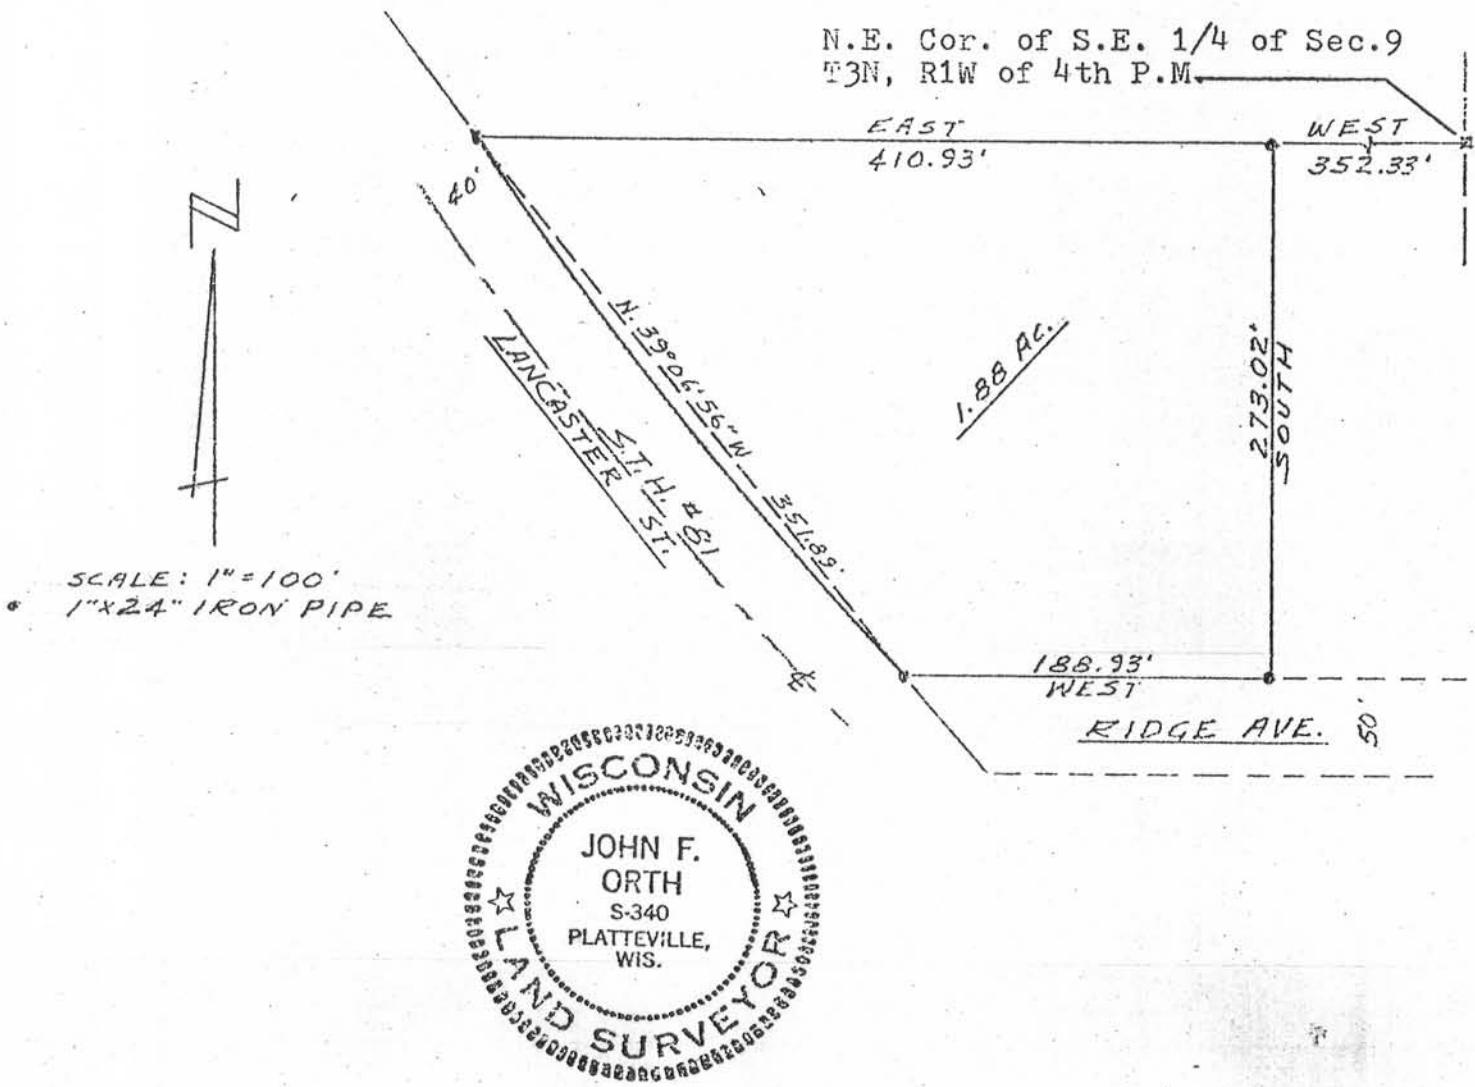 N.E. Cor. of S.E. 1/4 of Sec.9
T3N, R1W of 4th P.M.
EAST
410.93'
WEST
352.33'
40'
N
N. 39°06'56"W 351.89'
S.T.H. #81
LANCASTER ST.
1.88 AC.
273.02'
SOUTH
SCALE: 1"=100'
1"X24" IRON PIPE
188.93'
WEST
RIDGE AVE.
50'
WISCONSIN
JOHN F.
ORTH
S-340
PLATTEVILLE,
WIS.
LAND SURVEYOR